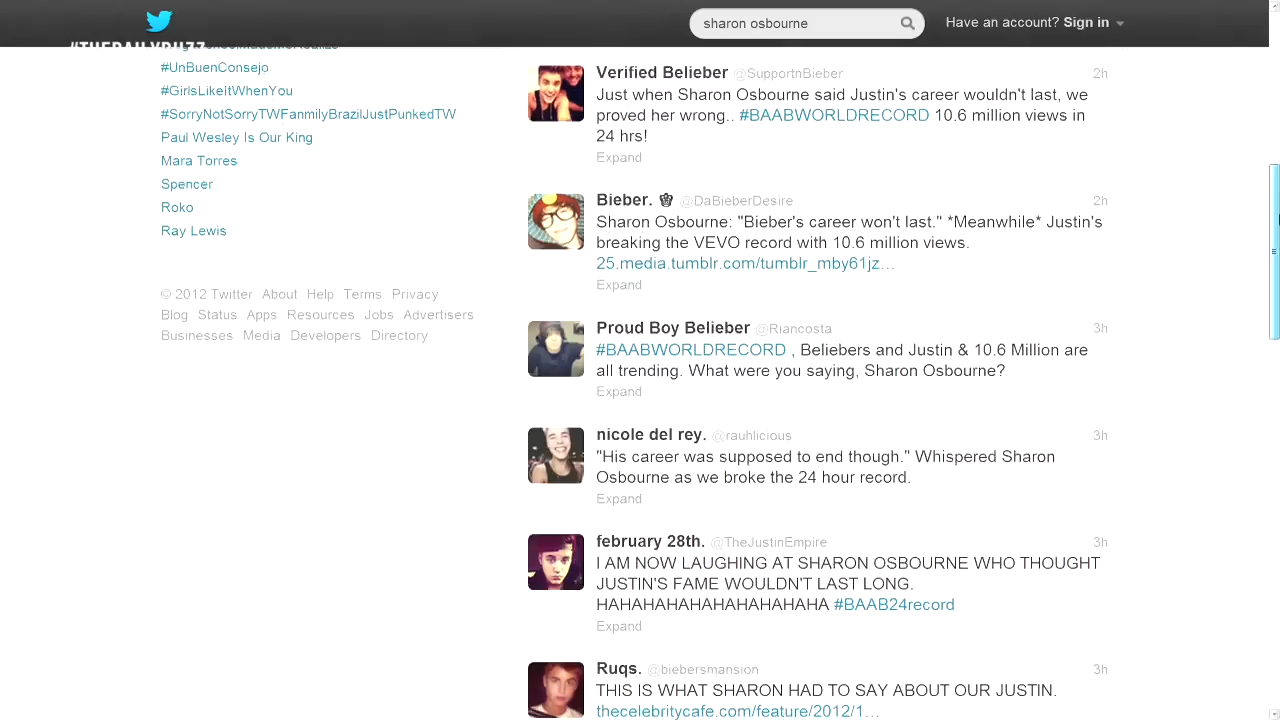 sharon osbourne
Have an account? Sign in
#THEDAILYBUZZ
#UnBuenConsejo
#GirlsLikeItWhenYou
#SorryNotSorryTWFanmilyBrazilJustPunkedTW
Paul Wesley Is Our King
Mara Torres
Spencer
Roko
Ray Lewis
© 2012 Twitter About Help Terms Privacy
Blog Status Apps Resources Jobs Advertisers
Businesses Media Developers Directory
Verified Belieber @SupportnBieber 2h
Just when Sharon Osbourne said Justin's career wouldn't last, we
proved her wrong.. #BAABWORLDRECORD 10.6 million views in
24 hrs!
Expand
Bieber. ♚ @DaBieberDesire 2h
Sharon Osbourne: "Bieber's career won't last." *Meanwhile* Justin's
breaking the VEVO record with 10.6 million views.
25.media.tumblr.com/tumblr_mby61jz…
Expand
Proud Boy Belieber @Riancosta 3h
#BAABWORLDRECORD , Beliebers and Justin & 10.6 Million are
all trending. What were you saying, Sharon Osbourne?
Expand
nicole del rey. @rauhlicious 3h
"His career was supposed to end though." Whispered Sharon
Osbourne as we broke the 24 hour record.
Expand
february 28th. @TheJustinEmpire 3h
I AM NOW LAUGHING AT SHARON OSBOURNE WHO THOUGHT
JUSTIN'S FAME WOULDN'T LAST LONG.
HAHAHAHAHAHAHAHAHAHA #BAAB24record
Expand
Ruqs. @biebersmansion 3h
THIS IS WHAT SHARON HAD TO SAY ABOUT OUR JUSTIN.
thecelebritycafe.com/feature/2012/1…